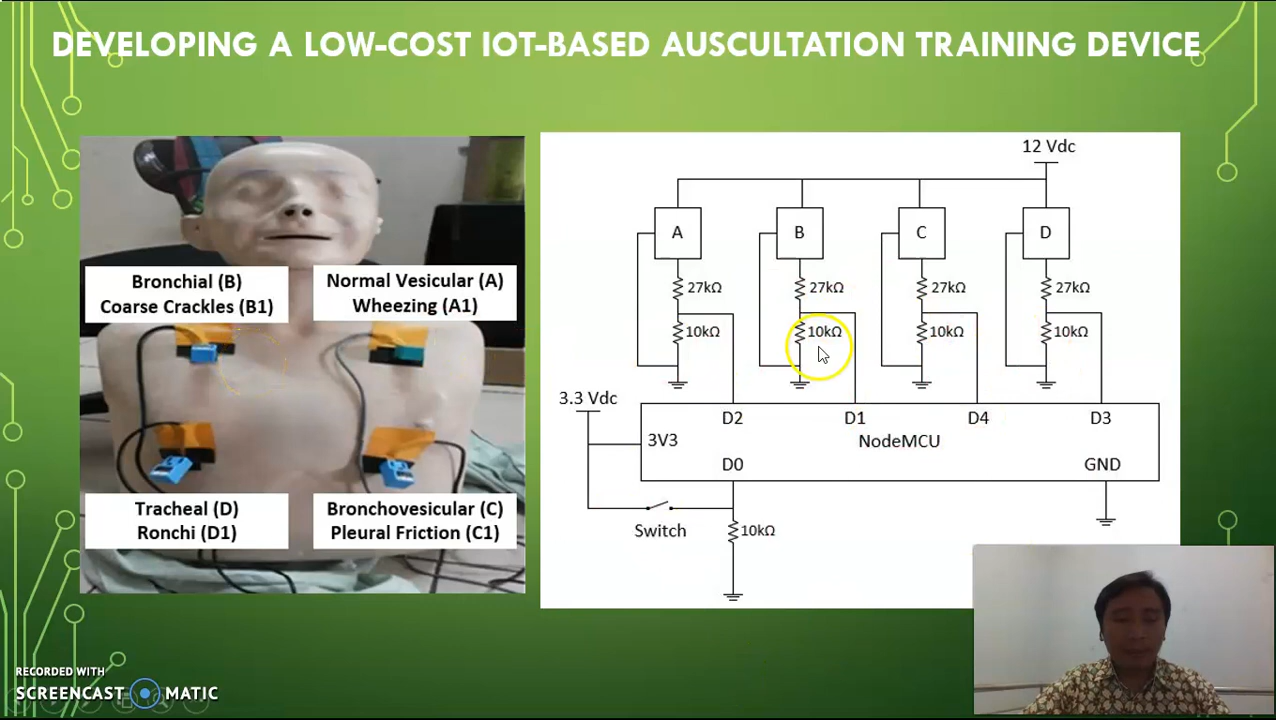 DEVELOPING A LOW-COST IOT-BASED AUSCULTATION TRAINING DEVICE
Bronchial (B)
Coarse Crackles (B1)
Normal Vesicular (A)
Wheezing (A1)
Tracheal (D)
Ronchi (D1)
Bronchovesicular (C)
Pleural Friction (C1)
12 Vdc
A
B
C
D
27kΩ
27kΩ
27kΩ
27kΩ
10kΩ
10kΩ
10kΩ
10kΩ
3.3 Vdc
D2
D1
D4
D3
3V3
NodeMCU
D0
GND
Switch
10kΩ
RECORDED WITH
SCREENCAST MATIC